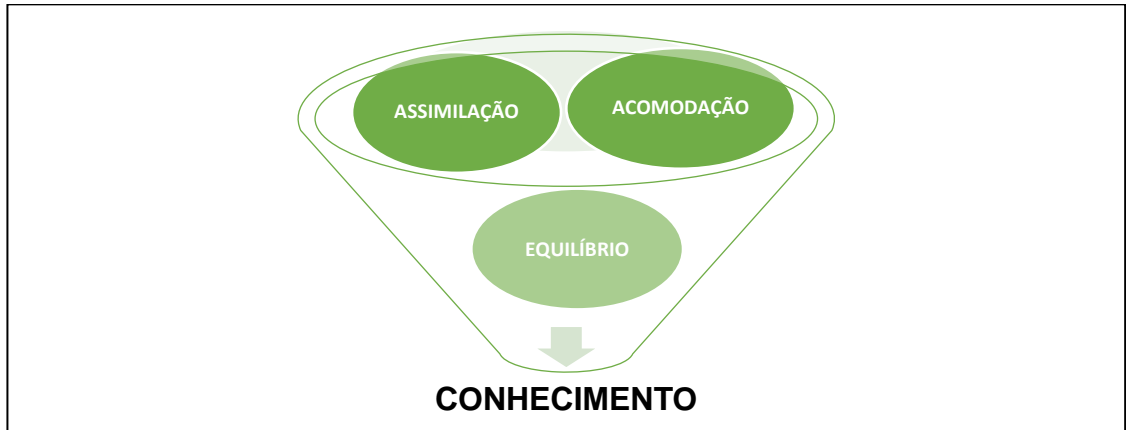 ASSIMILAÇÃO
ACOMODAÇÃO
EQUILÍBRIO
CONHECIMENTO